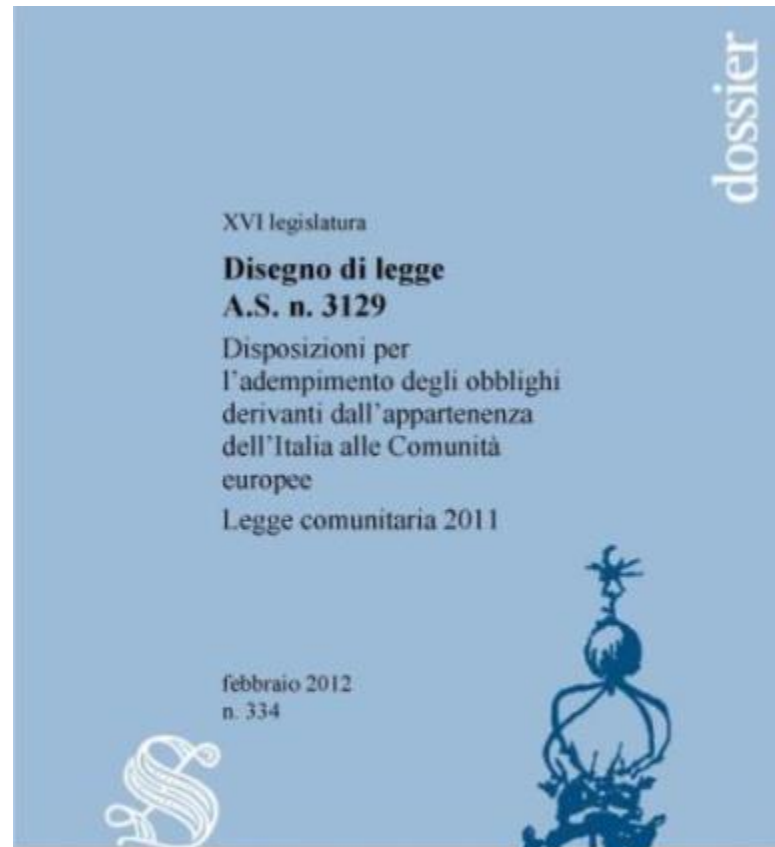 dossier
XVI legislatura
Disegno di legge
A.S. n. 3129
Disposizioni per
l'adempimento degli obblighi
derivanti dall'appartenenza
dell'Italia alle Comunità
europee
Legge comunitaria 2011
febbraio 2012
n. 334
S